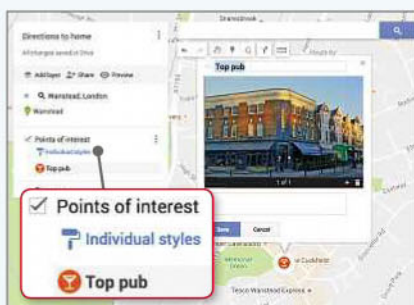 Directions to home
All changes saved in Drive
Add layer Share Preview
Wanstead, London
Wanstead
Points of interest
Individual styles
Top pub
Top pub
1 of 1
Save Cancel
Tesco Wanstead Express
Points of interest
Individual styles
Top pub